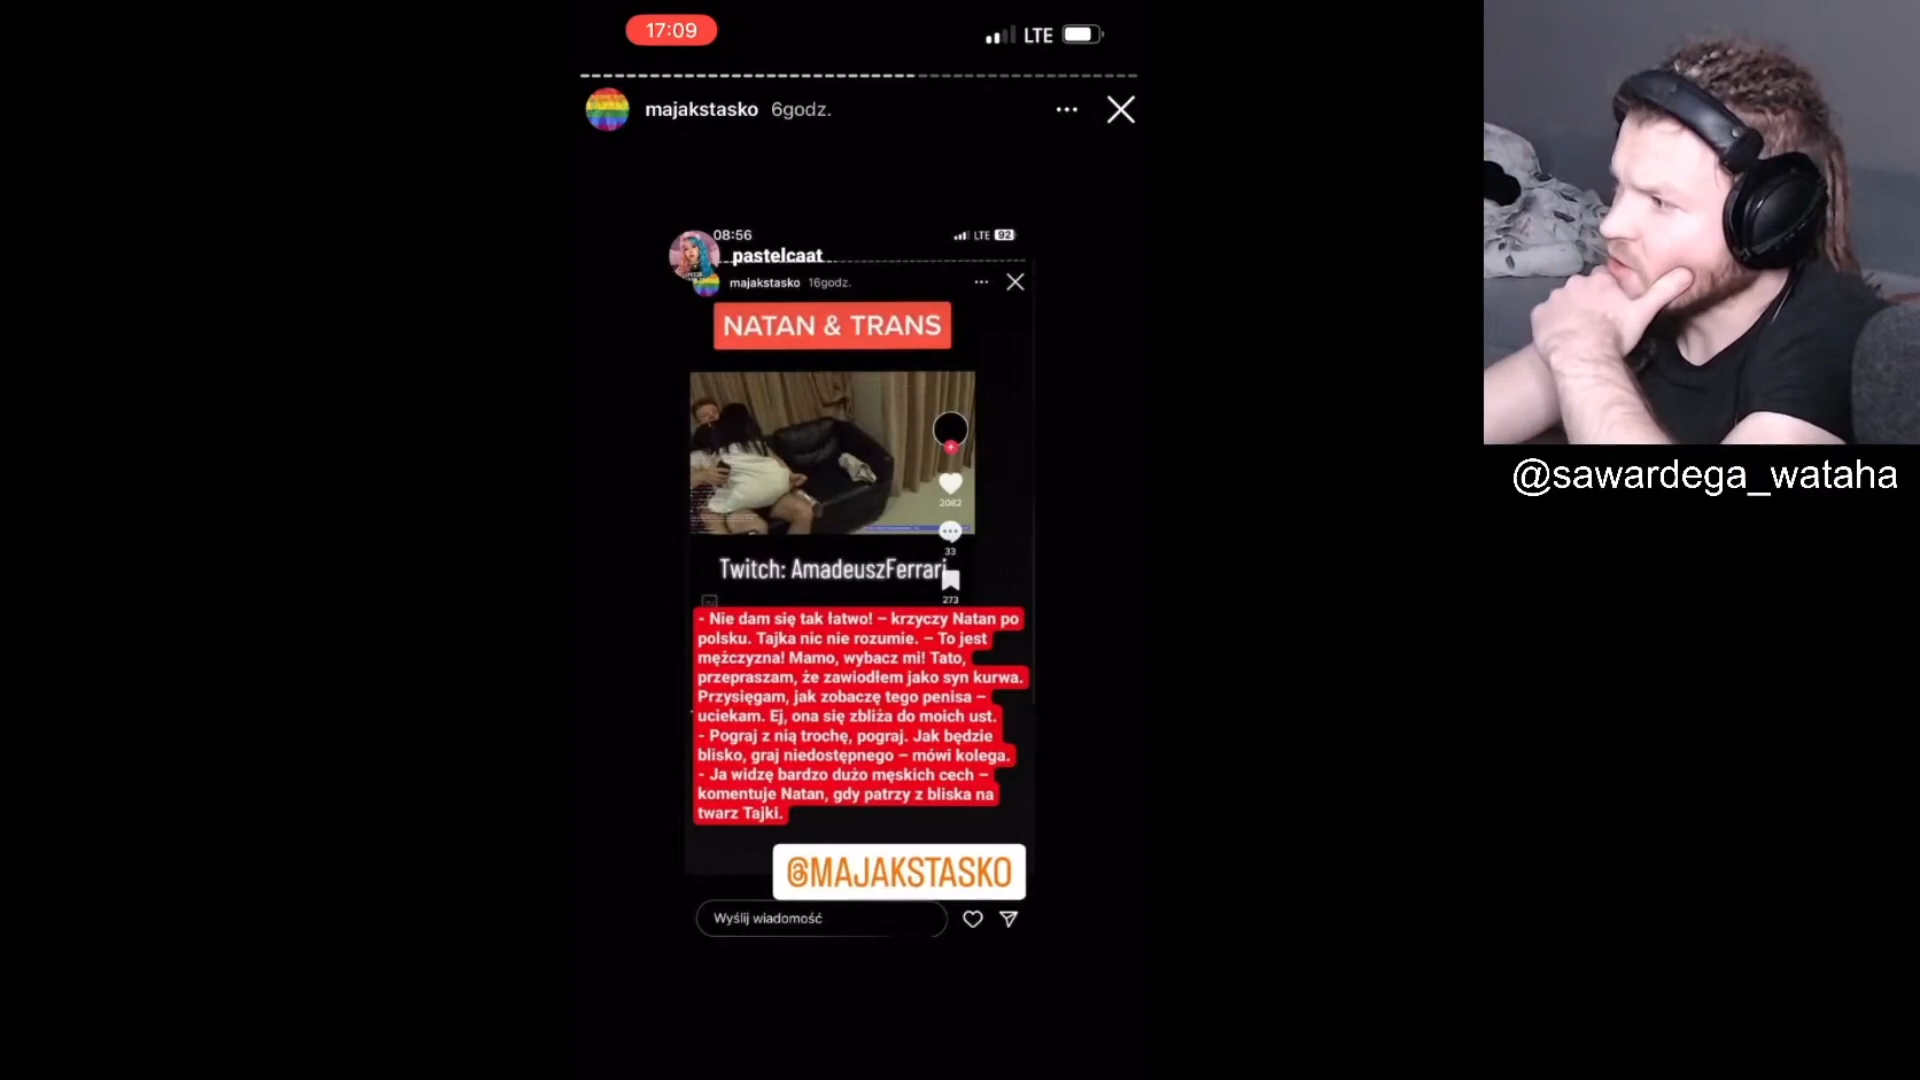 17:09
LTE
majakstasko 6godz.
08:56
LTE 92
pastelcaat
majakstasko 16godz.
NATAN & TRANS
2082
33
Twitch: AmadeuszFerrari
273
- Nie dam się tak łatwo! – krzyczy Natan po
polsku. Tajka nic nie rozumie. – To jest
mężczyzna! Mamo, wybacz mi! Tato,
przepraszam, że zawiodłem jako syn kurwa.
Przysięgam, jak zobaczę tego penisa –
uciekam. Ej, ona się zbliża do moich ust.
- Pograj z nią trochę, pograj. Jak będzie
blisko, graj niedostępnego – mówi kolega.
- Ja widzę bardzo dużo męskich cech –
komentuje Natan, gdy patrzy z bliska na
twarz Tajki.
@MAJAKSTASKO
Wyślij wiadomość
@sawardega_wataha